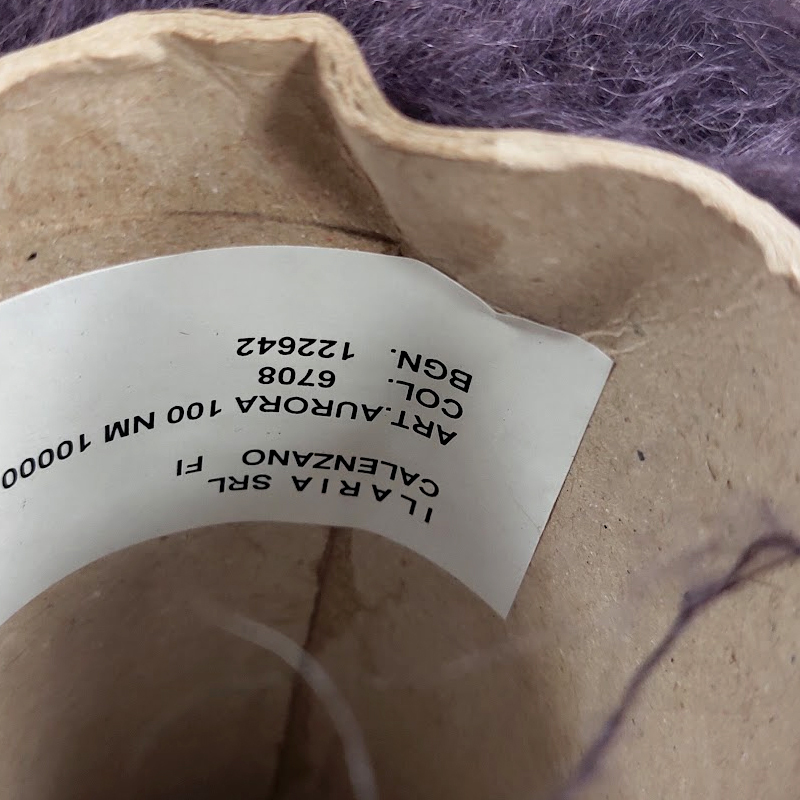 ILARIA SRL
CALENZANO FI
ART.AURORA 100 NM 10000
COL. 6708
BGN. 122642